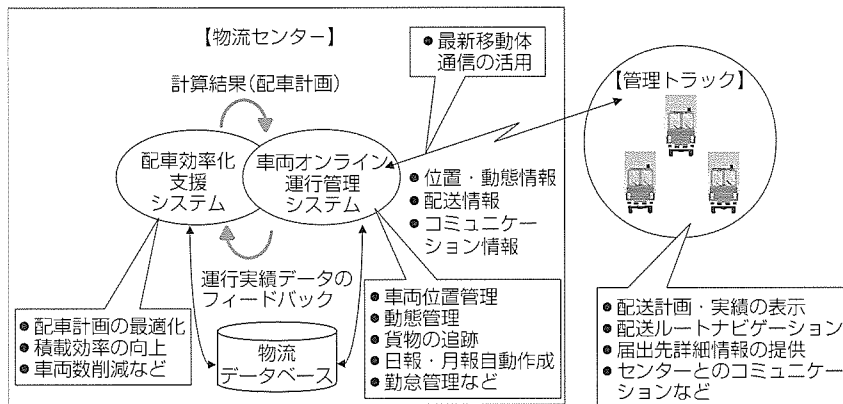 【物流センター】
計算結果(配車計画)
● 最新移動体
通信の活用
【管理トラック】
配車効率化
支援
システム
車両オンライン
運行管理
システム
● 位置・動態情報
● 配送情報
● コミュニケー
ション情報
運行実績データの
フィードバック
● 配車計画の最適化
● 積載効率の向上
● 車両数削減など
物流
データベース
● 車両位置管理
● 動態管理
● 貨物の追跡
● 日報・月報自動作成
● 勤怠管理など
● 配送計画・実績の表示
● 配送ルートナビゲーション
● 届出先詳細情報の提供
● センターとのコミュニケー
ションなど